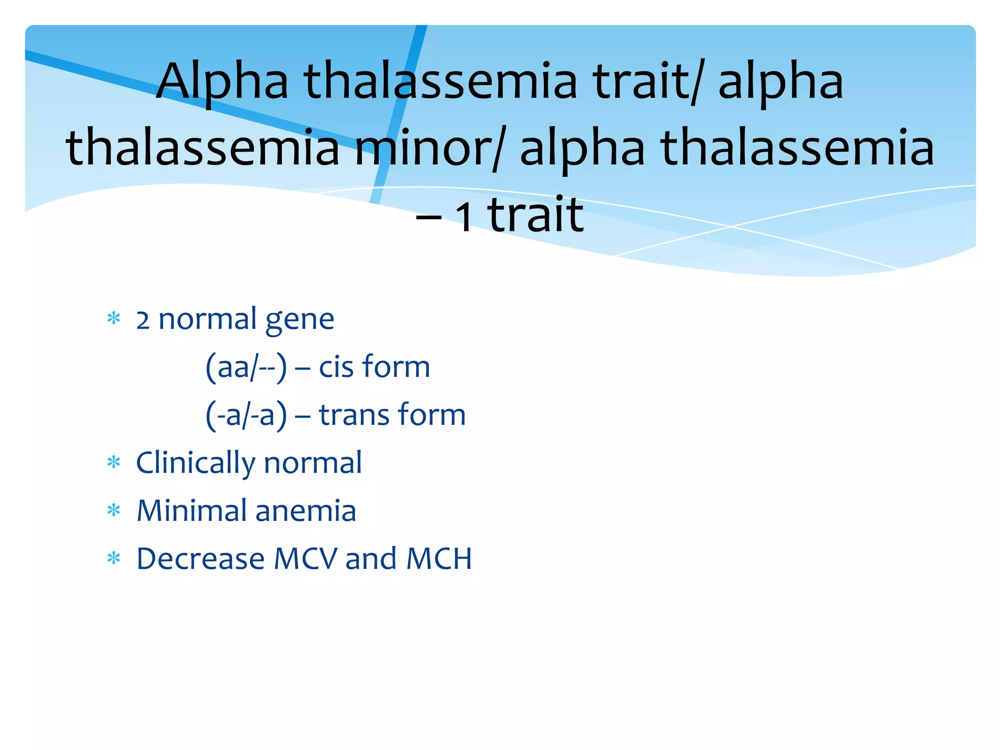 Alpha thalassemia trait/ alpha
thalassemia minor/ alpha thalassemia
– 1 trait
* 2 normal gene
(aa/--) – cis form
(-a/-a) – trans form
* Clinically normal
* Minimal anemia
* Decrease MCV and MCH